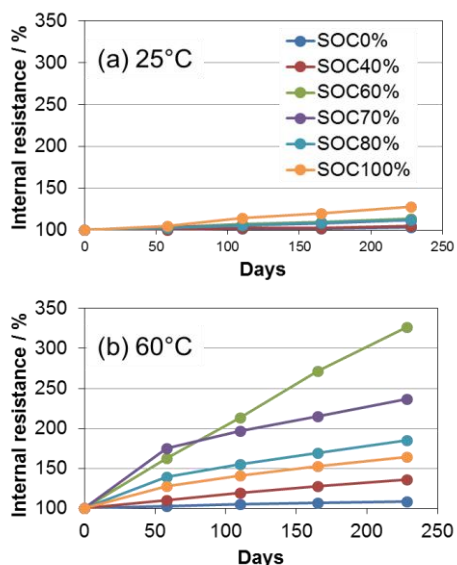 350
300
250
200
150
100
0
50
100
150
200
250
Internal resistance / %
Days
(a) 25°C
SOC0%
SOC40%
SOC60%
SOC70%
SOC80%
SOC100%
350
300
250
200
150
100
0
50
100
150
200
250
Internal resistance / %
Days
(b) 60°C